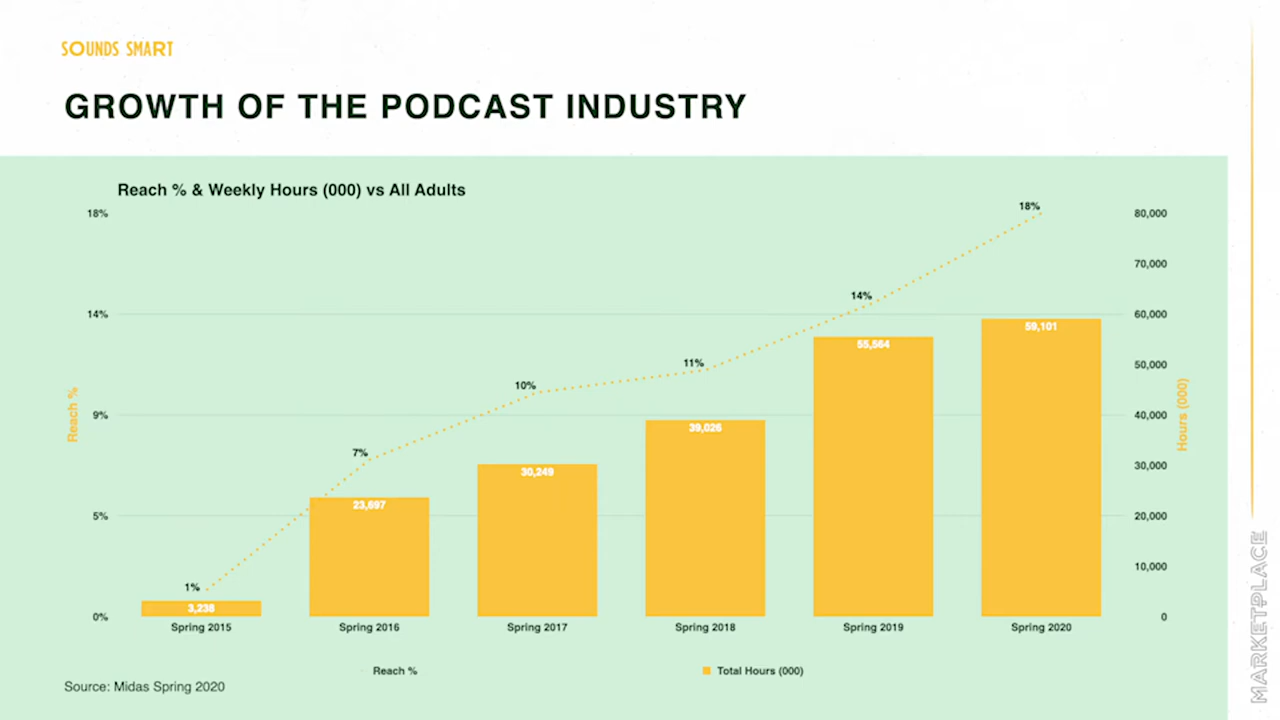 SOUNDS SMART
GROWTH OF THE PODCAST INDUSTRY
Reach % & Weekly Hours (000) vs All Adults
18%
14%
9%
5%
0%
Reach %
1%
7%
10%
11%
14%
18%
3,236
23,697
30,249
39,026
55,564
59,101
80,000
70,000
60,000
50,000
40,000
30,000
20,000
10,000
0
Hours (000)
Spring 2015 Spring 2016 Spring 2017 Spring 2018 Spring 2019 Spring 2020
Reach % Total Hours (000)
Source: Midas Spring 2020
MARKETPLACE